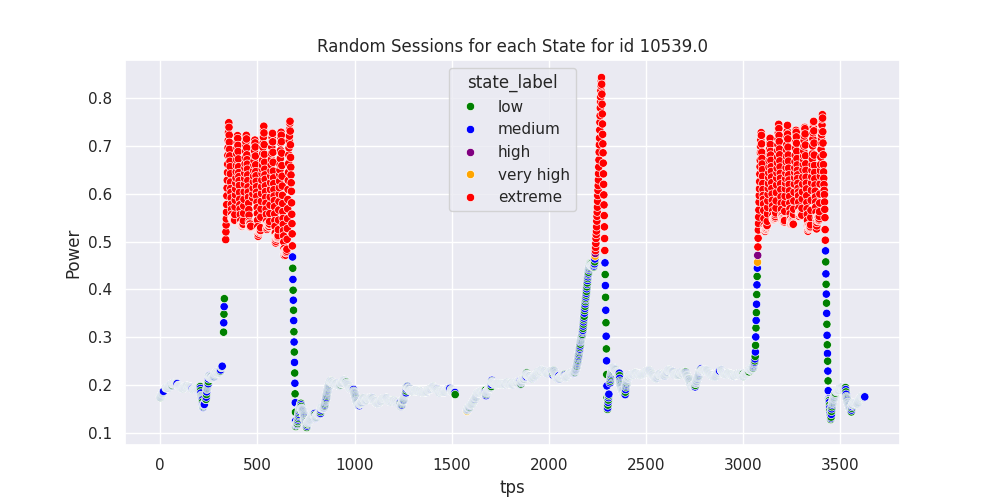 Random Sessions for each State for id 10539.0
state_label
low
medium
high
very high
extreme
Power
0.8
0.7
0.6
0.5
0.4
0.3
0.2
0.1
0 500 1000 1500 2000 2500 3000 3500
tps